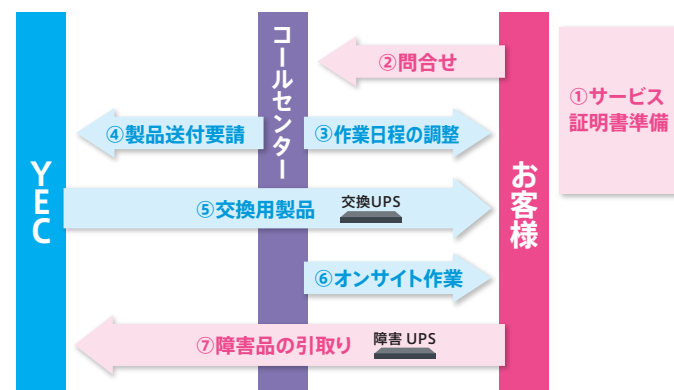 YEC
コールセンター
お客様
①サービス
証明書準備
②問合せ
③作業日程の調整
④製品送付要請
⑤交換用製品
交換UPS
⑥オンサイト作業
⑦障害品の引取り
障害 UPS